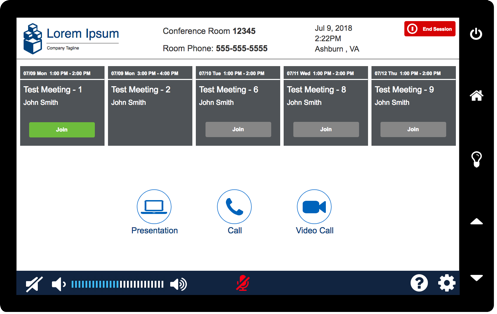 Lorem Ipsum
Company Tagline
Conference Room 12345
Room Phone: 555-555-5555
Jul 9, 2018
2:22PM
Ashburn , VA
End Session
07/09 Mon 1:00 PM - 2:00 PM
Test Meeting - 1
John Smith
Join
07/09 Mon 3:00 PM - 4:00 PM
Test Meeting - 2
John Smith
07/10 Tue 1:00 PM - 2:00 PM
Test Meeting - 6
John Smith
Join
07/11 Wed 1:00 PM - 2:00 PM
Test Meeting - 8
John Smith
Join
07/12 Thu 1:00 PM - 2:00 PM
Test Meeting - 9
John Smith
Join
Presentation
Call
Video Call
?